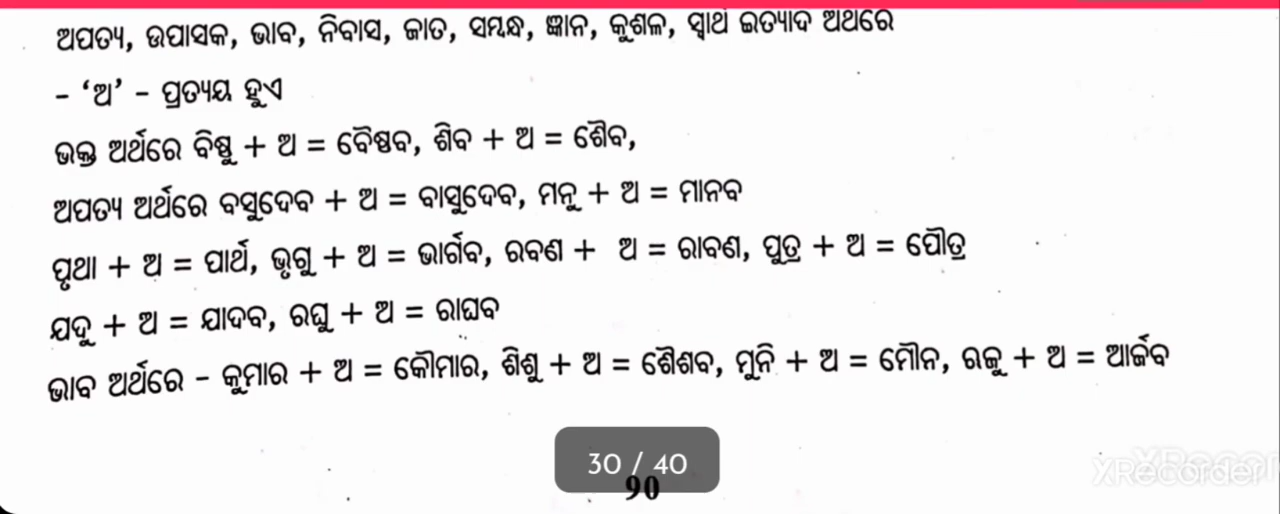 ଅପତ୍ୟ, ଉପାସକ, ଭାବ, ନିବାସ, ଜାତ, ସମ୍ବନ୍ଧ, ଜ୍ଞାନ, କୁଶଳ, ସ୍ୱାର୍ଥ ଇତ୍ୟାଦି ଅର୍ଥରେ
- ‘ଅ’ - ପ୍ରତ୍ୟୟ ହୁଏ
ଭକ୍ତ ଅର୍ଥରେ ବିଷ୍ଣୁ + ଅ = ବୈଷ୍ଣବ, ଶିବ + ଅ = ଶୈବ,
ଅପତ୍ୟ ଅର୍ଥରେ ବସୁଦେବ + ଅ = ବାସୁଦେବ, ମନୁ + ଅ = ମାନବ
ପୃଥା + ଅ = ପାର୍ଥ, ଭୃଗୁ + ଅ = ଭାର୍ଗବ, ରବଣ + ଅ = ରାବଣ, ପୁତ୍ର + ଅ = ପୌତ୍ର
ଯଦୁ + ଅ = ଯାଦବ, ରଘୁ + ଅ = ରାଘବ
ଭାବ ଅର୍ଥରେ - କୁମାର + ଅ = କୌମାର, ଶିଶୁ + ଅ = ଶୈଶବ, ମୁନି + ଅ = ମୌନ, ଋଜୁ + ଅ = ଆର୍ଜବ
30 / 40
90
XRecorder